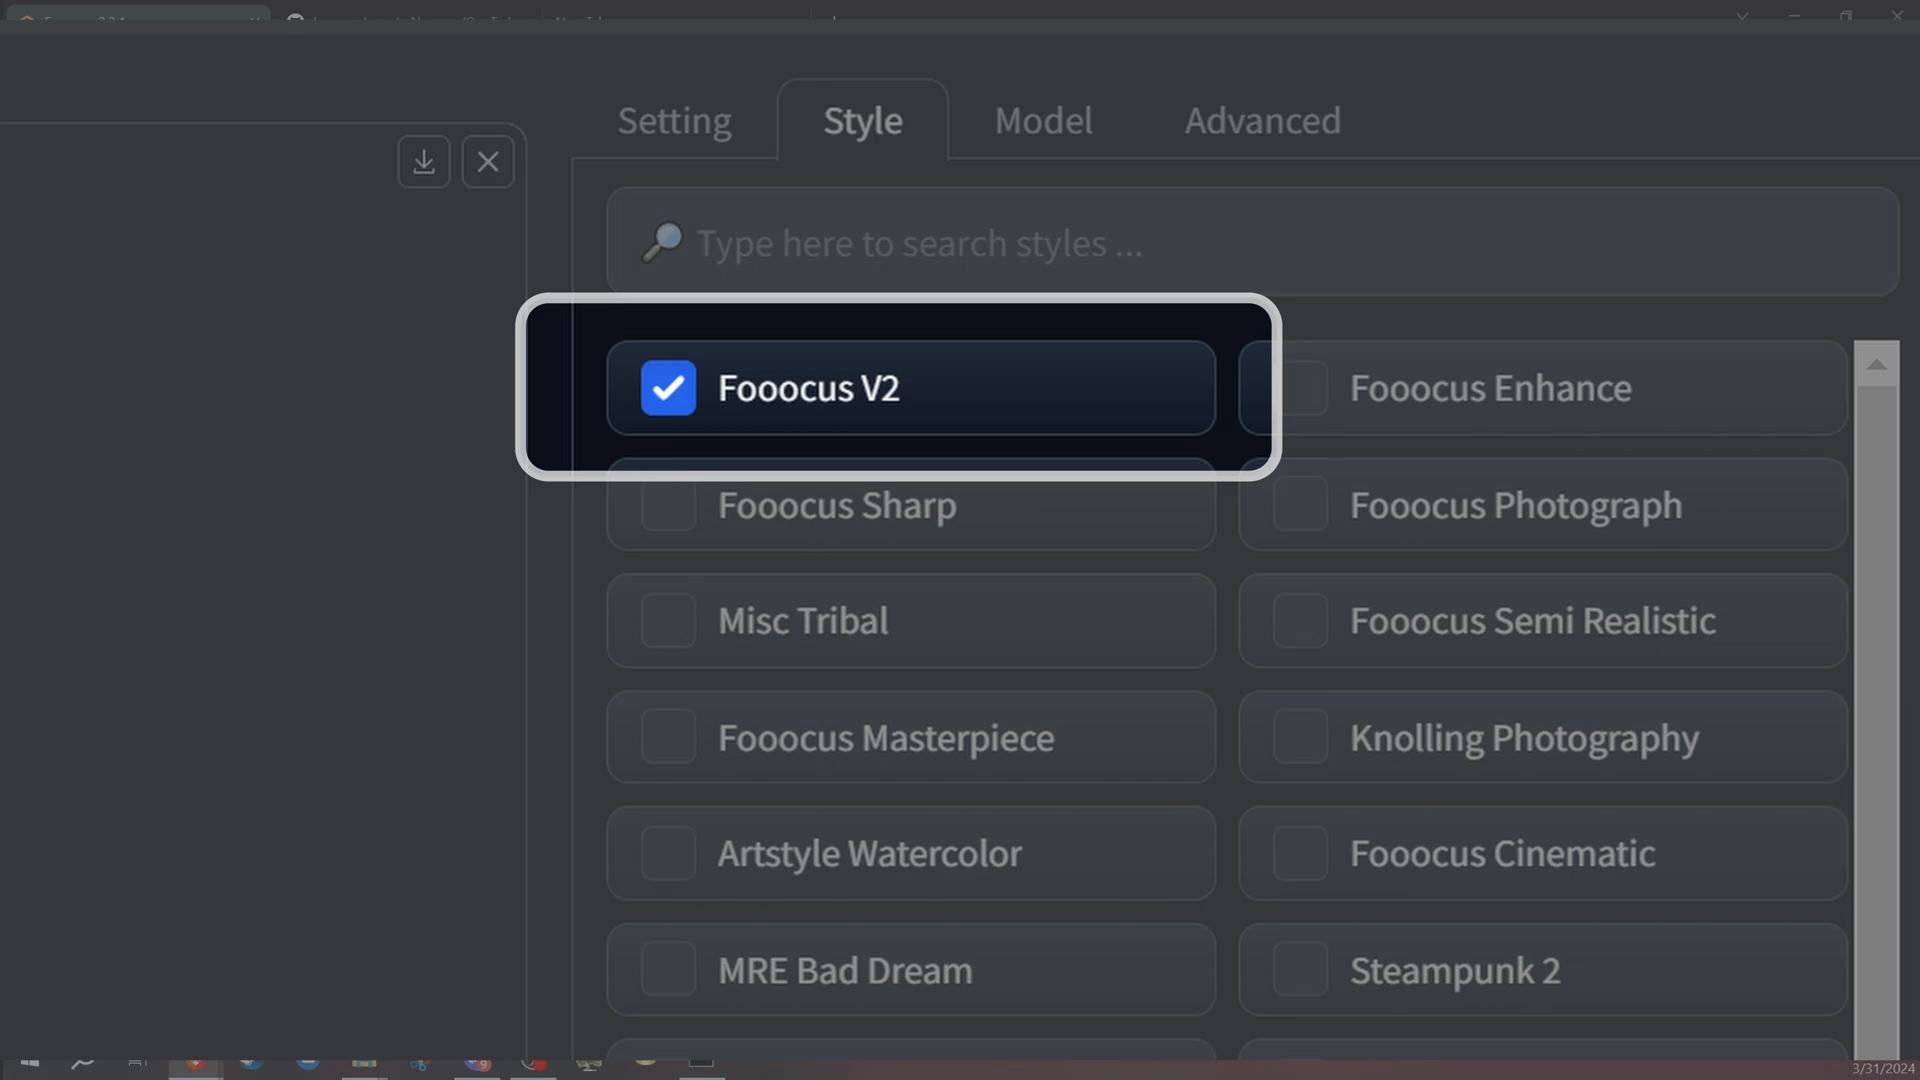 Setting Style Model Advanced
Type here to search styles ...
Fooocus V2 Fooocus Enhance
Fooocus Sharp Fooocus Photograph
Misc Tribal Fooocus Semi Realistic
Fooocus Masterpiece Knolling Photography
Artstyle Watercolor Fooocus Cinematic
MRE Bad Dream Steampunk 2
3/31/2024